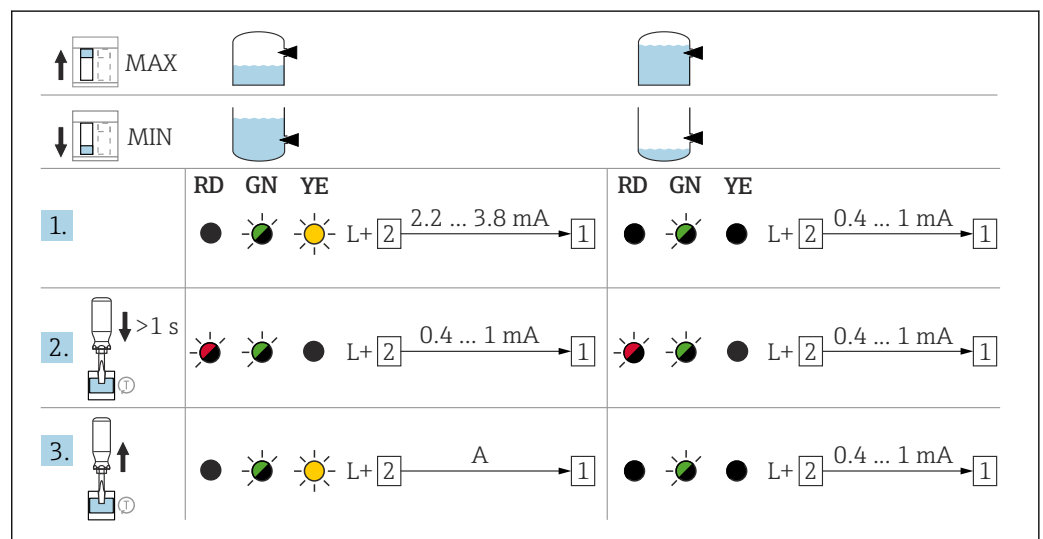 MAX
MIN
RD GN YE RD GN YE
1. L+ 2 2.2 ... 3.8 mA 1 L+ 2 0.4 ... 1 mA 1
2. >1 s T L+ 2 0.4 ... 1 mA 1 L+ 2 0.4 ... 1 mA 1
3. T L+ 2 A 1 L+ 2 0.4 ... 1 mA 1